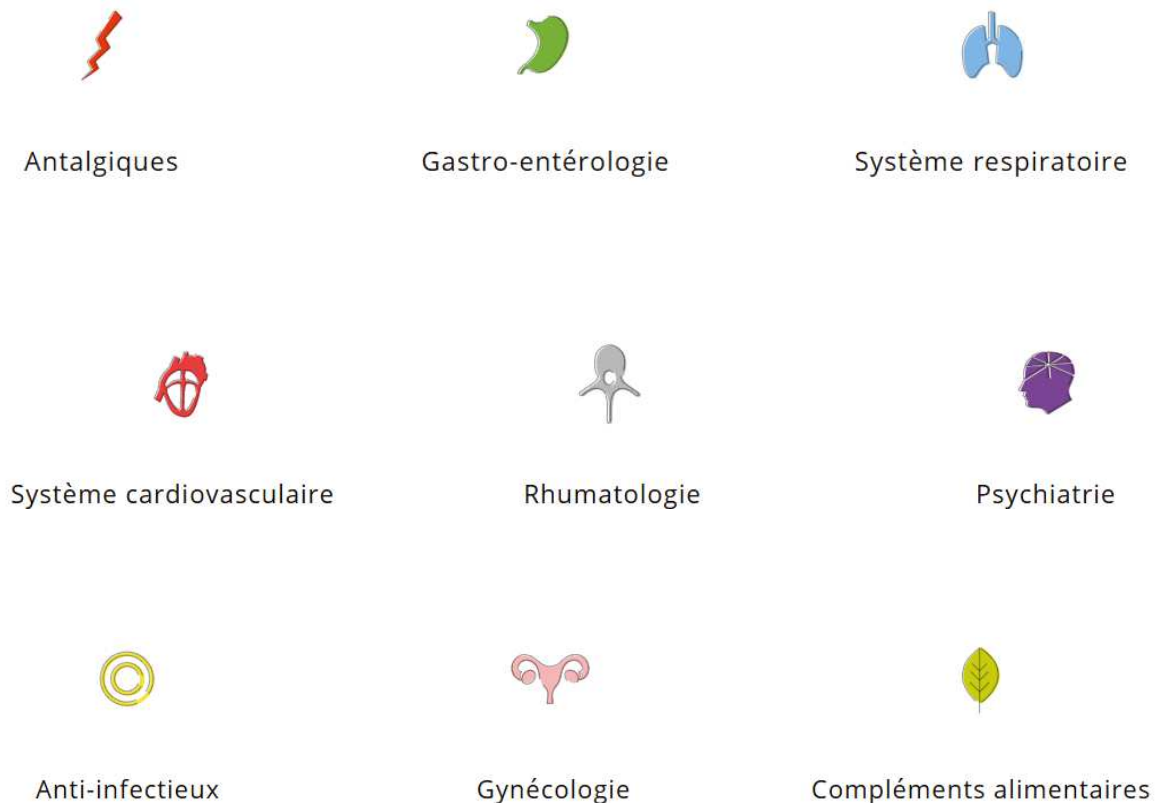 Antalgiques
Gastro-entérologie
Système respiratoire
Système cardiovasculaire
Rhumatologie
Psychiatrie
Anti-infectieux
Gynécologie
Compléments alimentaires